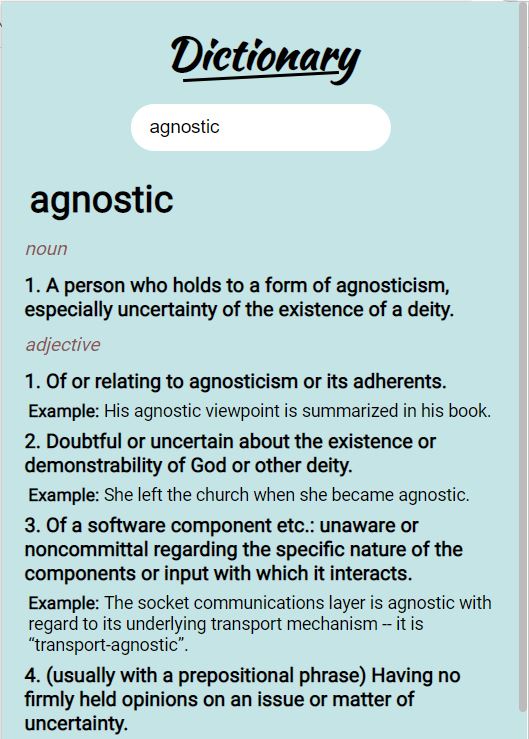 Dictionary
agnostic
agnostic
noun
1. A person who holds to a form of agnosticism,
especially uncertainty of the existence of a deity.
adjective
1. Of or relating to agnosticism or its adherents.
Example: His agnostic viewpoint is summarized in his book.
2. Doubtful or uncertain about the existence or
demonstrability of God or other deity.
Example: She left the church when she became agnostic.
3. Of a software component etc.: unaware or
noncommittal regarding the specific nature of the
components or input with which it interacts.
Example: The socket communications layer is agnostic with
regard to its underlying transport mechanism -- it is
“transport-agnostic”.
4. (usually with a prepositional phrase) Having no
firmly held opinions on an issue or matter of
uncertainty.